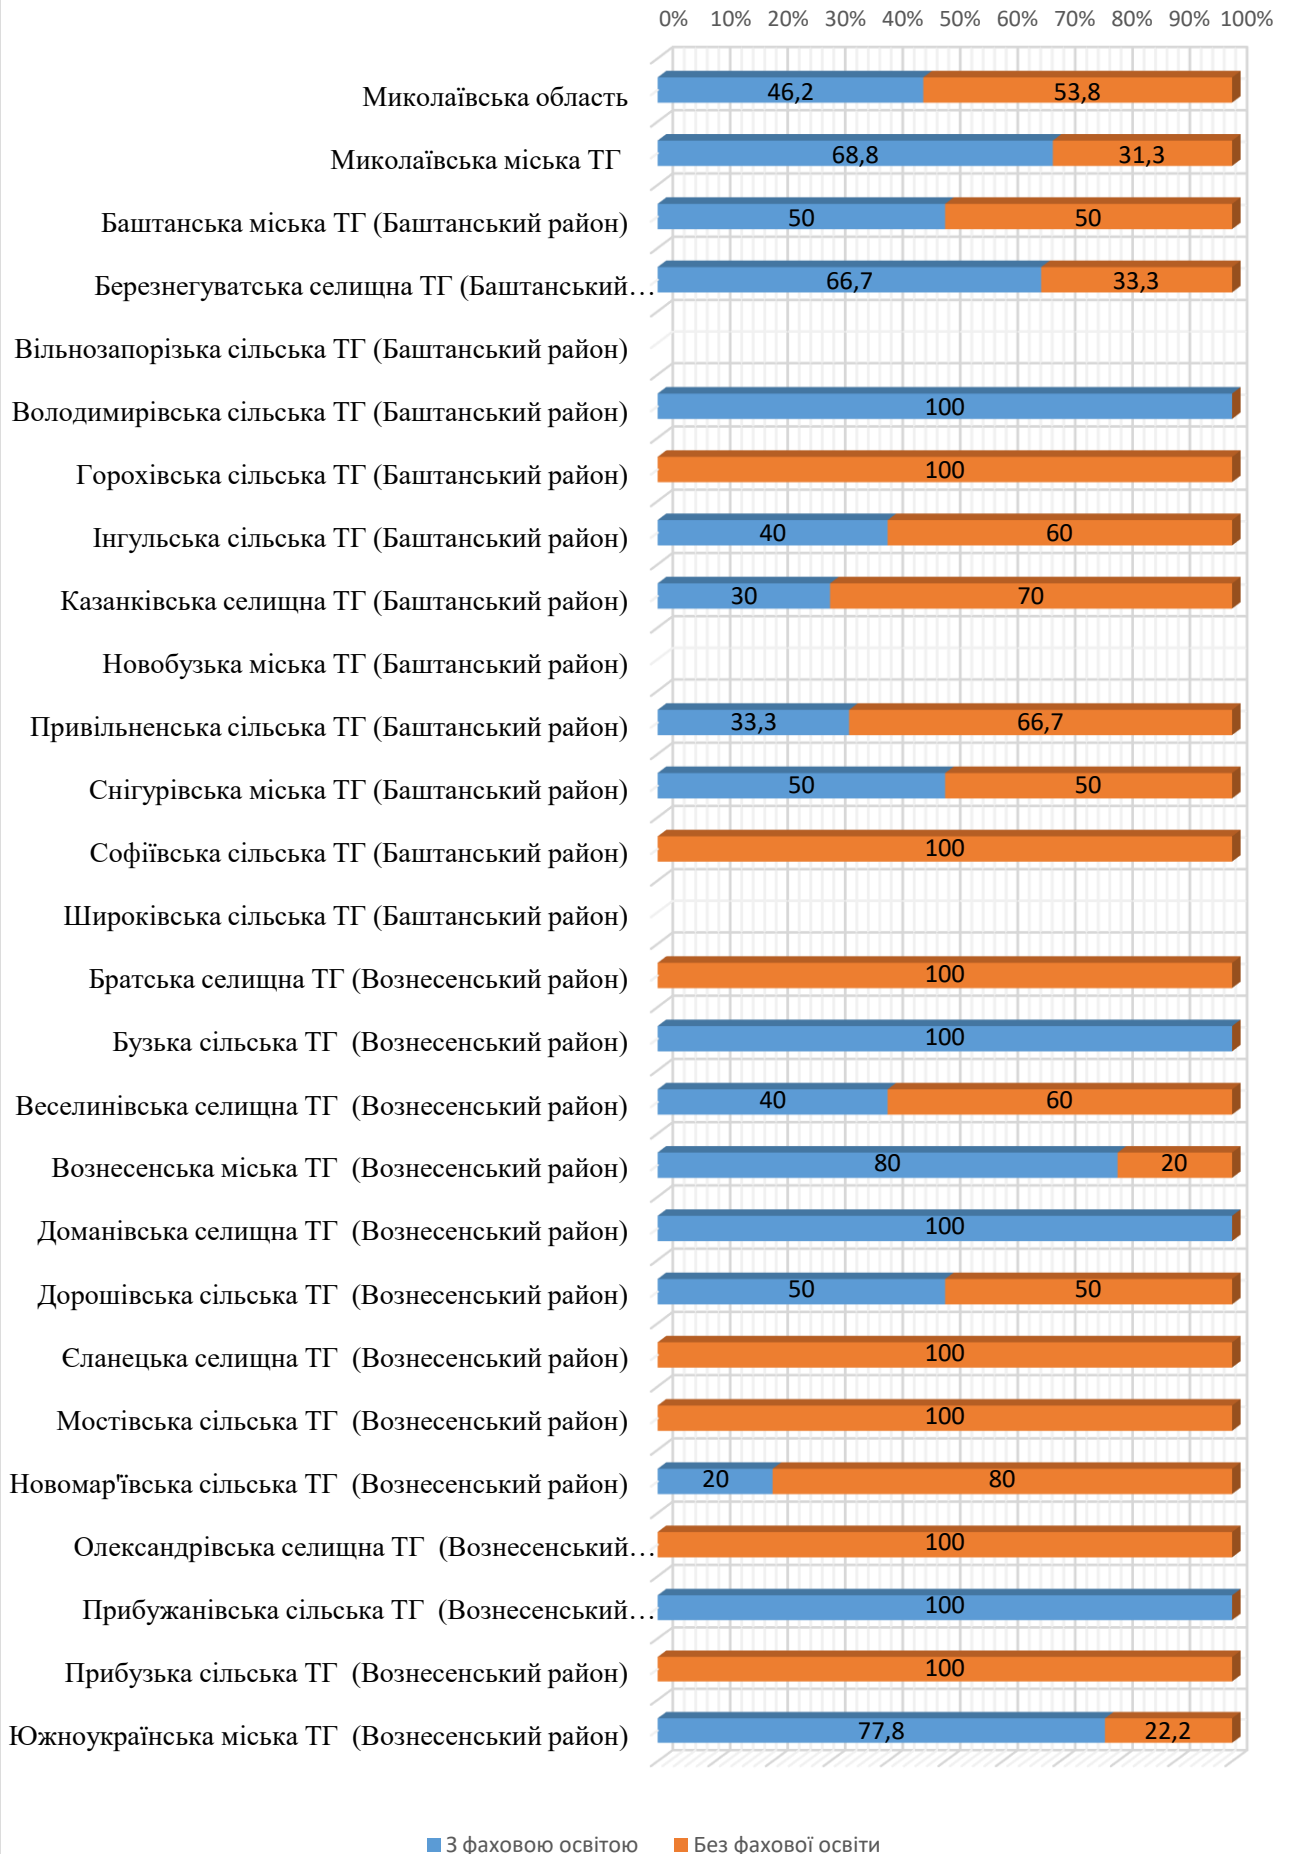 0% 10% 20% 30% 40% 50% 60% 70% 80% 90% 100%
Миколаївська область 46,2 53,8
Миколаївська міська ТГ 68,8 31,3
Баштанська міська ТГ (Баштанський район) 50 50
Березнегуватська селищна ТГ (Баштанський… 66,7 33,3
Вільнозапорізька сільська ТГ (Баштанський район)
Володимирівська сільська ТГ (Баштанський район) 100
Горохівська сільська ТГ (Баштанський район) 100
Інгульська сільська ТГ (Баштанський район) 40 60
Казанківська селищна ТГ (Баштанський район) 30 70
Новобузька міська ТГ (Баштанський район)
Привільненська сільська ТГ (Баштанський район) 33,3 66,7
Снігурівська міська ТГ (Баштанський район) 50 50
Софіївська сільська ТГ (Баштанський район) 100
Широківська сільська ТГ (Баштанський район)
Братська селищна ТГ (Вознесенський район) 100
Бузька сільська ТГ (Вознесенський район) 100
Веселинівська селищна ТГ (Вознесенський район) 40 60
Вознесенська міська ТГ (Вознесенський район) 80 20
Доманівська селищна ТГ (Вознесенський район) 100
Дорошівська сільська ТГ (Вознесенський район) 50 50
Єланецька селищна ТГ (Вознесенський район) 100
Мостівська сільська ТГ (Вознесенський район) 100
Новомар'ївська сільська ТГ (Вознесенський район) 20 80
Олександрівська селищна ТГ (Вознесенський… 100
Прибужанівська сільська ТГ (Вознесенський… 100
Прибузька сільська ТГ (Вознесенський район) 100
Южноукраїнська міська ТГ (Вознесенський район) 77,8 22,2
З фаховою освітою Без фахової освіти